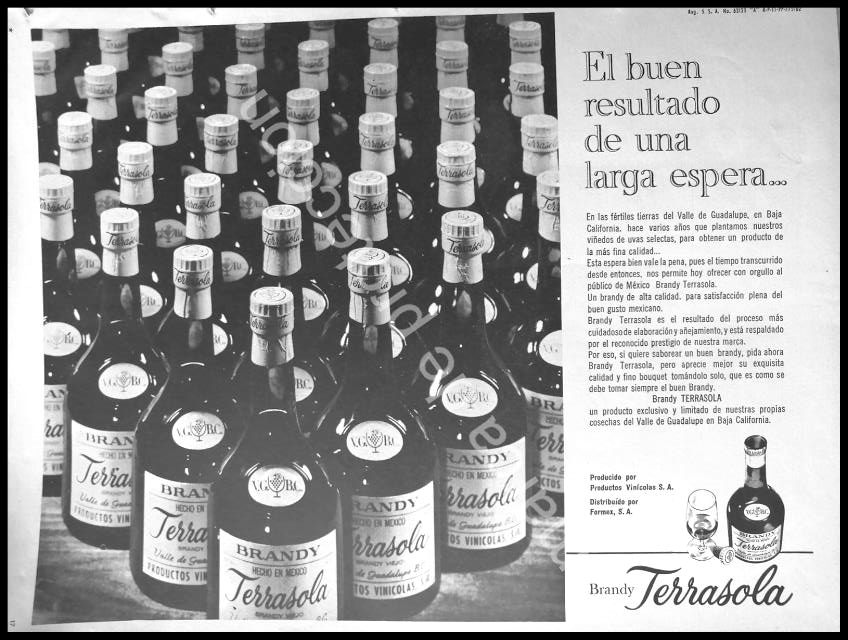 El buen
resultado
de una
larga espera...
En las fértiles tierras del Valle de Guadalupe, en Baja
California, hace varios años que plantamos nuestros
viñedos de uvas selectas, para obtener un producto de
la más fina calidad...
Esta espera bien vale la pena, pues el tiempo transcurrido
desde entonces, nos permite hoy ofrecer con orgullo al
público de México Brandy Terrasola.
Un brandy de alta calidad, para satisfacción plena del
buen gusto mexicano.
Brandy Terrasola es el resultado del proceso más
cuidadoso de elaboración y añejamiento, y está respaldado
por el reconocido prestigio de nuestra marca.
Por eso, si quiere saborear un buen brandy, pida ahora
Brandy Terrasola, pero aprecie mejor su exquisita
calidad y fino bouquet tomándolo solo, que es como se
debe tomar siempre el buen Brandy.
Brandy TERRASOLA
un producto exclusivo y limitado de nuestras propias
cosechas del Valle de Guadalupe en Baja California.
Producido por
Productos Vinícolas S. A.
Distribuido por
Formex, S. A.
Brandy Terrasola
V.G. B.C.
BRANDY
HECHO EN MEXICO
Terrasola
BRANDY VIEJO
Valle de Guadalupe B.C.
PRODUCTOS VINICOLAS, S.A.